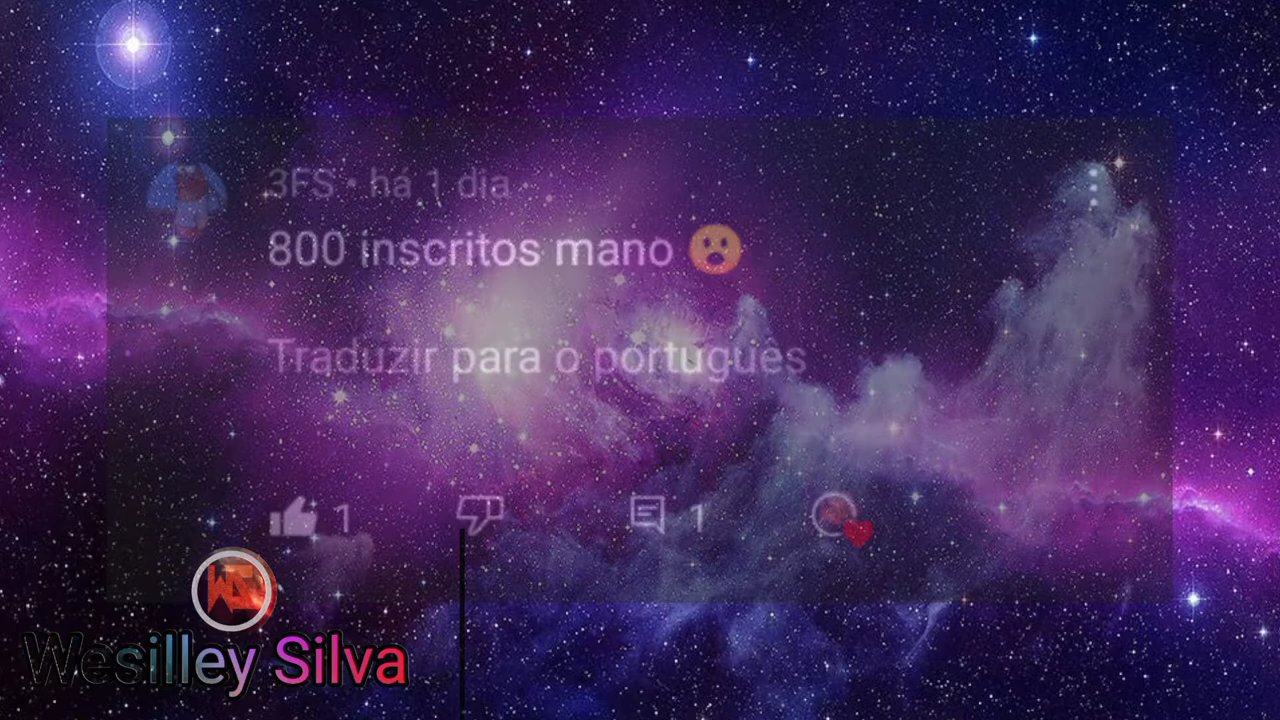 3FS • há 1 dia
800 inscritos mano 😮
Traduzir para o português
1
1
Wesilley Silva